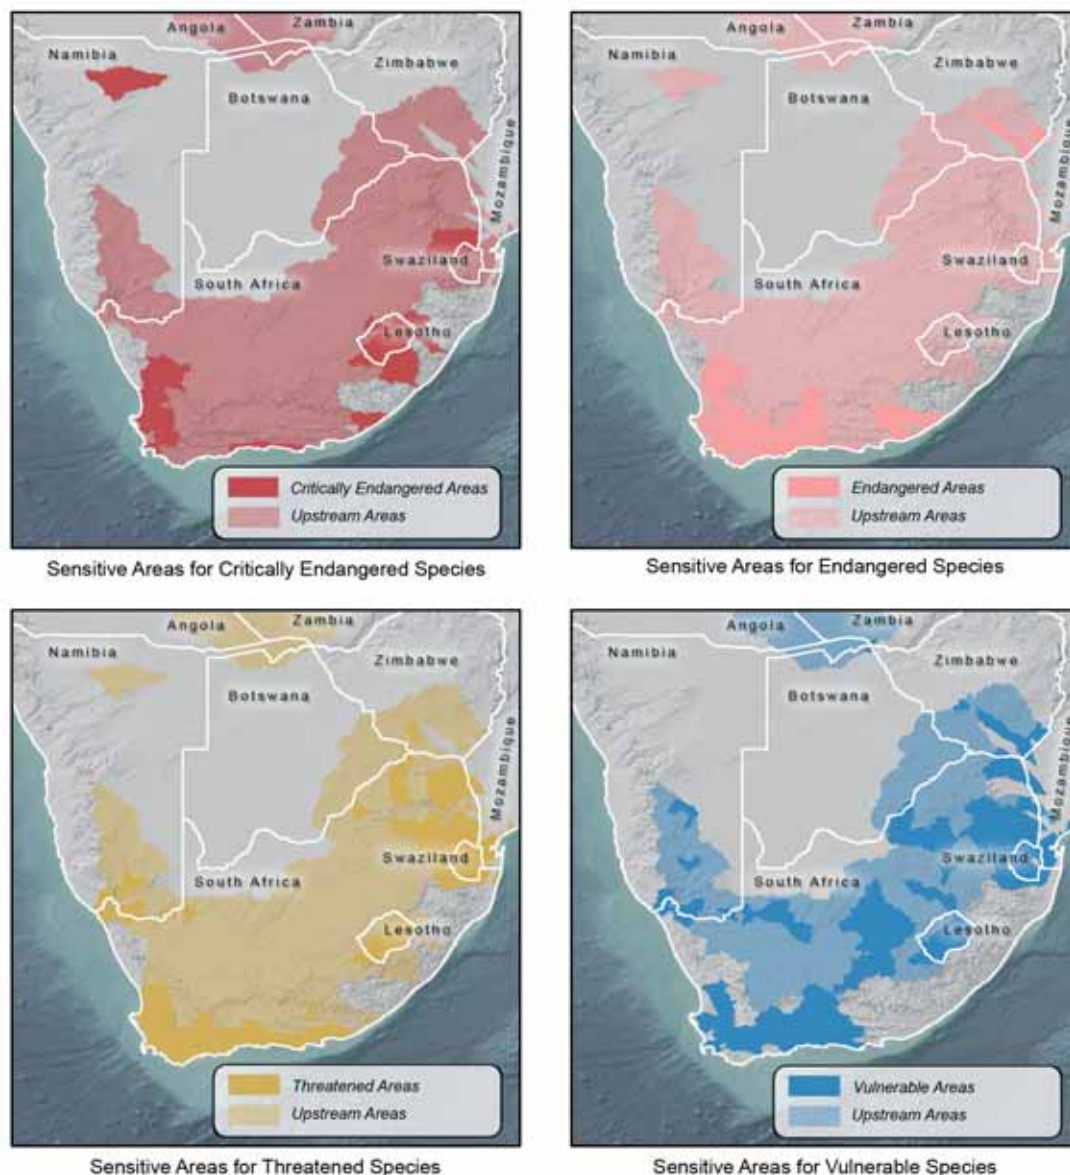 Angola
Zambia
Namibia
Zimbabwe
Botswana
Mozambique
Swaziland
South Africa
Lesotho
Critically Endangered Areas
Upstream Areas
Sensitive Areas for Critically Endangered Species
Angola
Zambia
Namibia
Zimbabwe
Botswana
Mozambique
Swaziland
South Africa
Lesotho
Endangered Areas
Upstream Areas
Sensitive Areas for Endangered Species
Angola
Zambia
Namibia
Zimbabwe
Botswana
Mozambique
Swaziland
South Africa
Lesotho
Threatened Areas
Upstream Areas
Sensitive Areas for Threatened Species
Angola
Zambia
Namibia
Zimbabwe
Botswana
Mozambique
Swaziland
South Africa
Lesotho
Vulnerable Areas
Upstream Areas
Sensitive Areas for Vulnerable Species